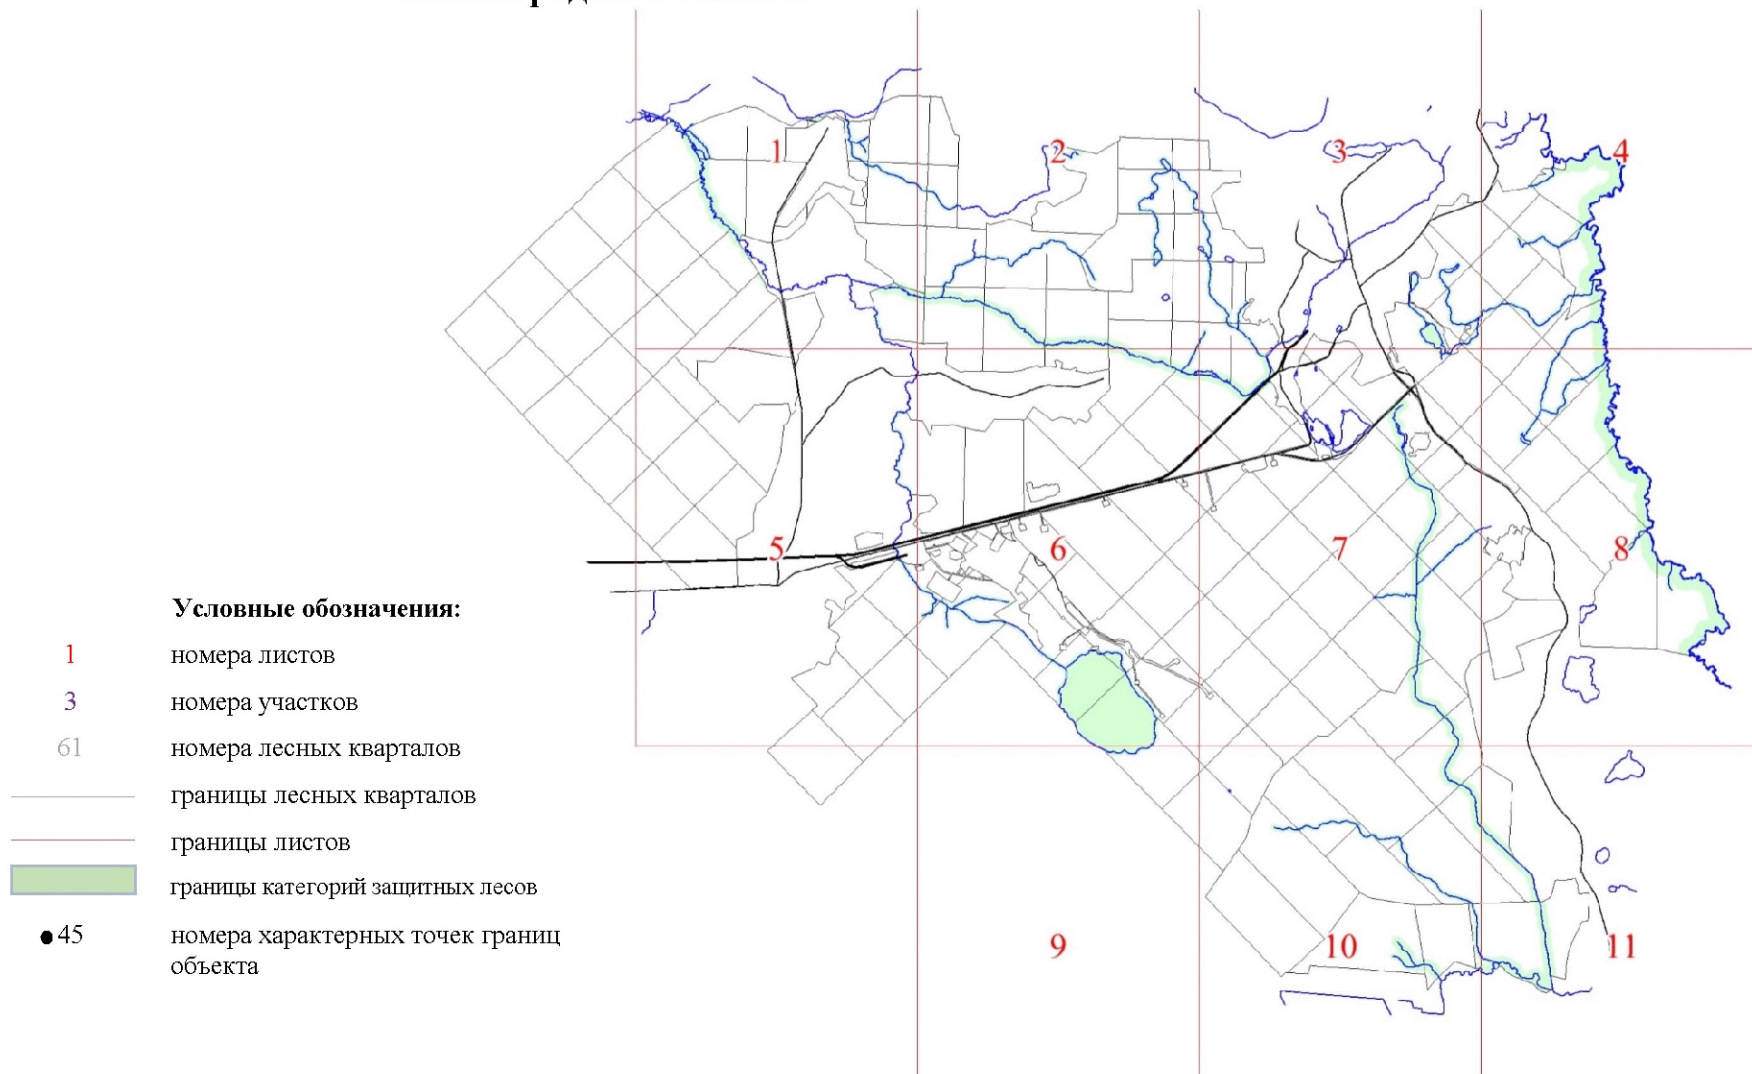 1
2
3
4
5
6
7
8
Условные обозначения:
1 номера листов
3 номера участков
61 номера лесных кварталов
границы лесных кварталов
границы листов
границы категорий защитных лесов
45 номера характерных точек границ
объекта
9
10
11